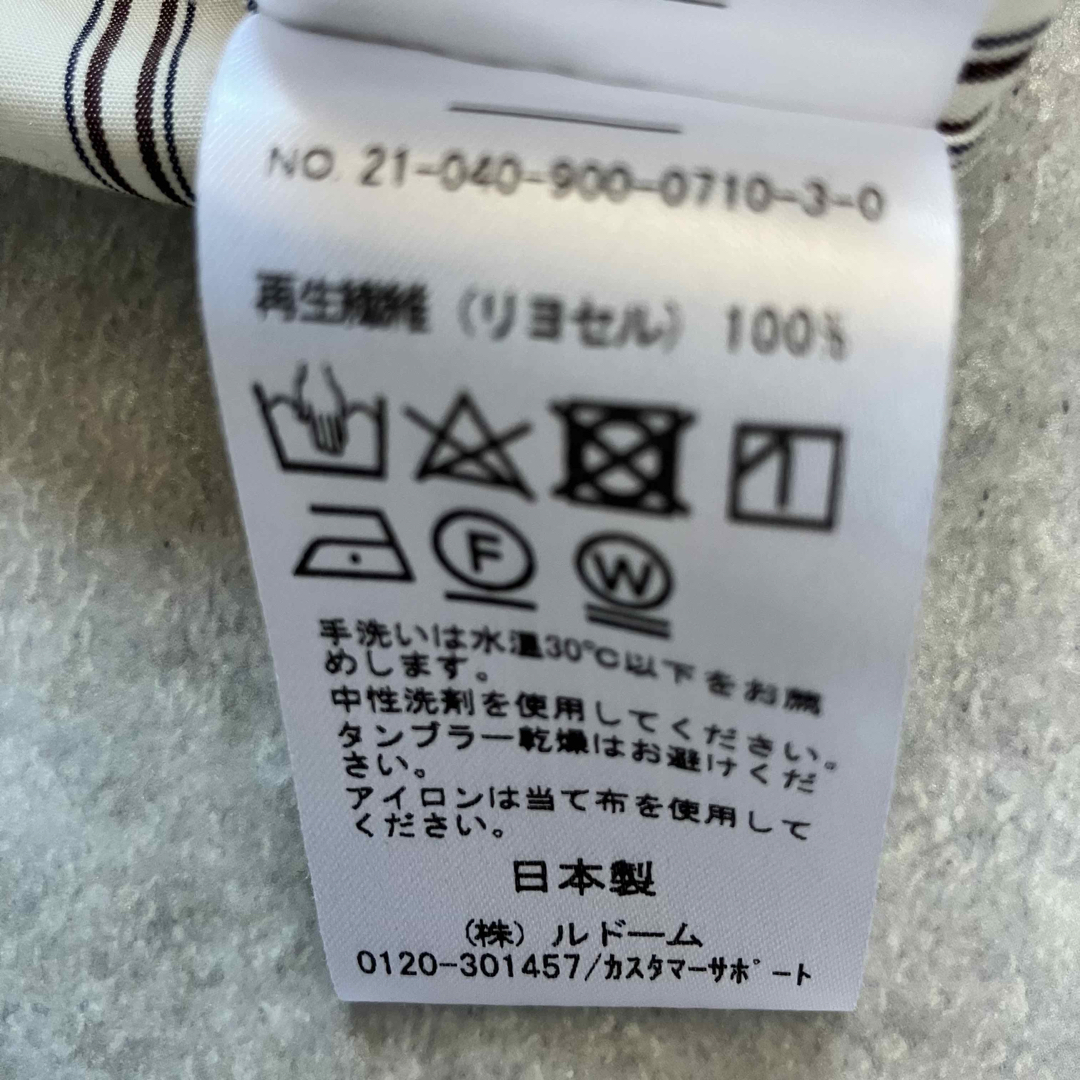 NO. 21-040-900-0710-3-0
再生繊維 (リヨセル) 100%
F W
手洗いは水温30℃以下をお薦
めします。
中性洗剤を使用してください。
タンブラー乾燥はお避けくだ
さい。
アイロンは当て布を使用して
ください。
日本製
(株) ルドーム
0120-301457/カスタマーサポート